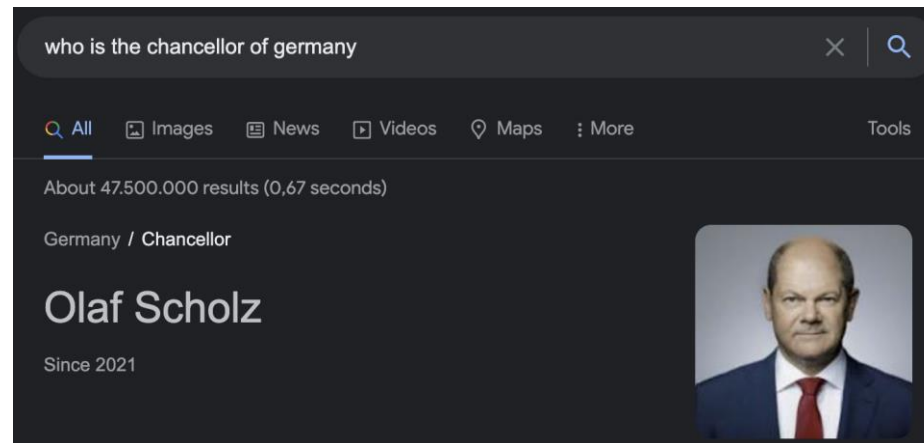 who is the chancellor of germany
All Images News Videos Maps More Tools
About 47.500.000 results (0,67 seconds)
Germany / Chancellor
Olaf Scholz
Since 2021